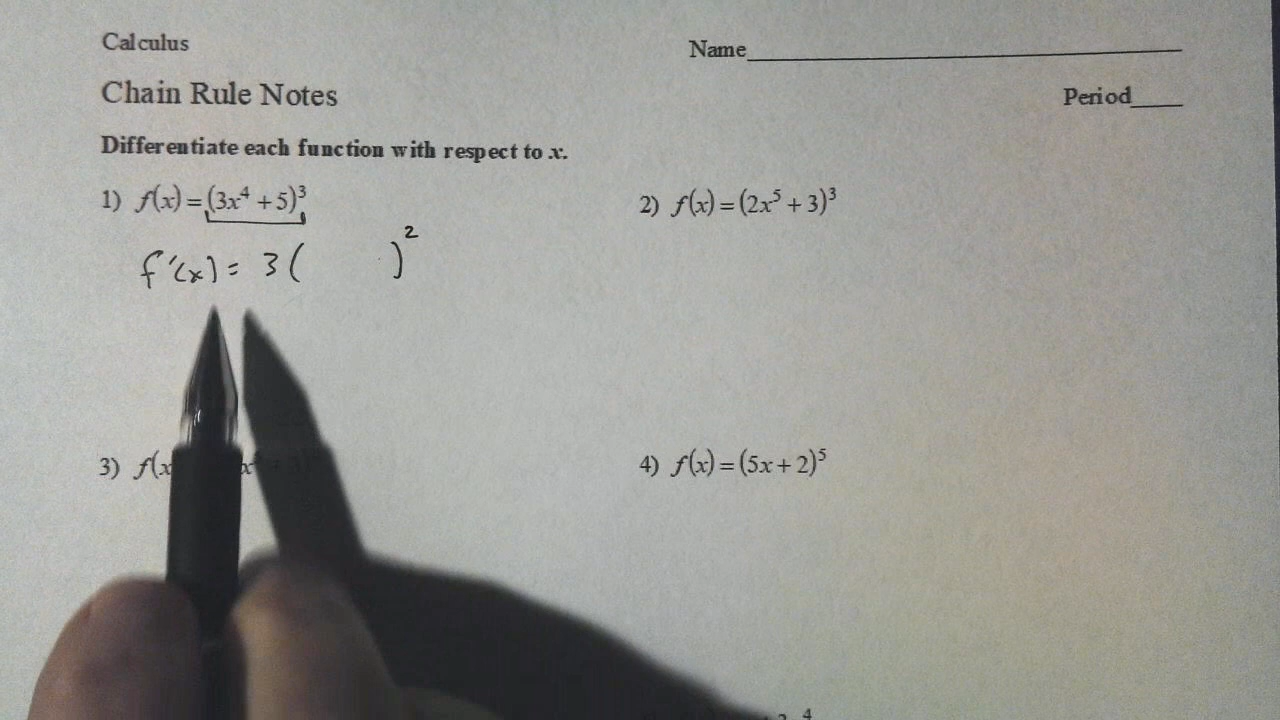 Calculus
Name
Chain Rule Notes
Period
Differentiate each function with respect to x.
1) f(x) = (3x⁴ + 5)³
2) f(x) = (2x⁵ + 3)³
f'(x) = 3 ( )²
3) f(x
4) f(x) = (5x + 2)⁵